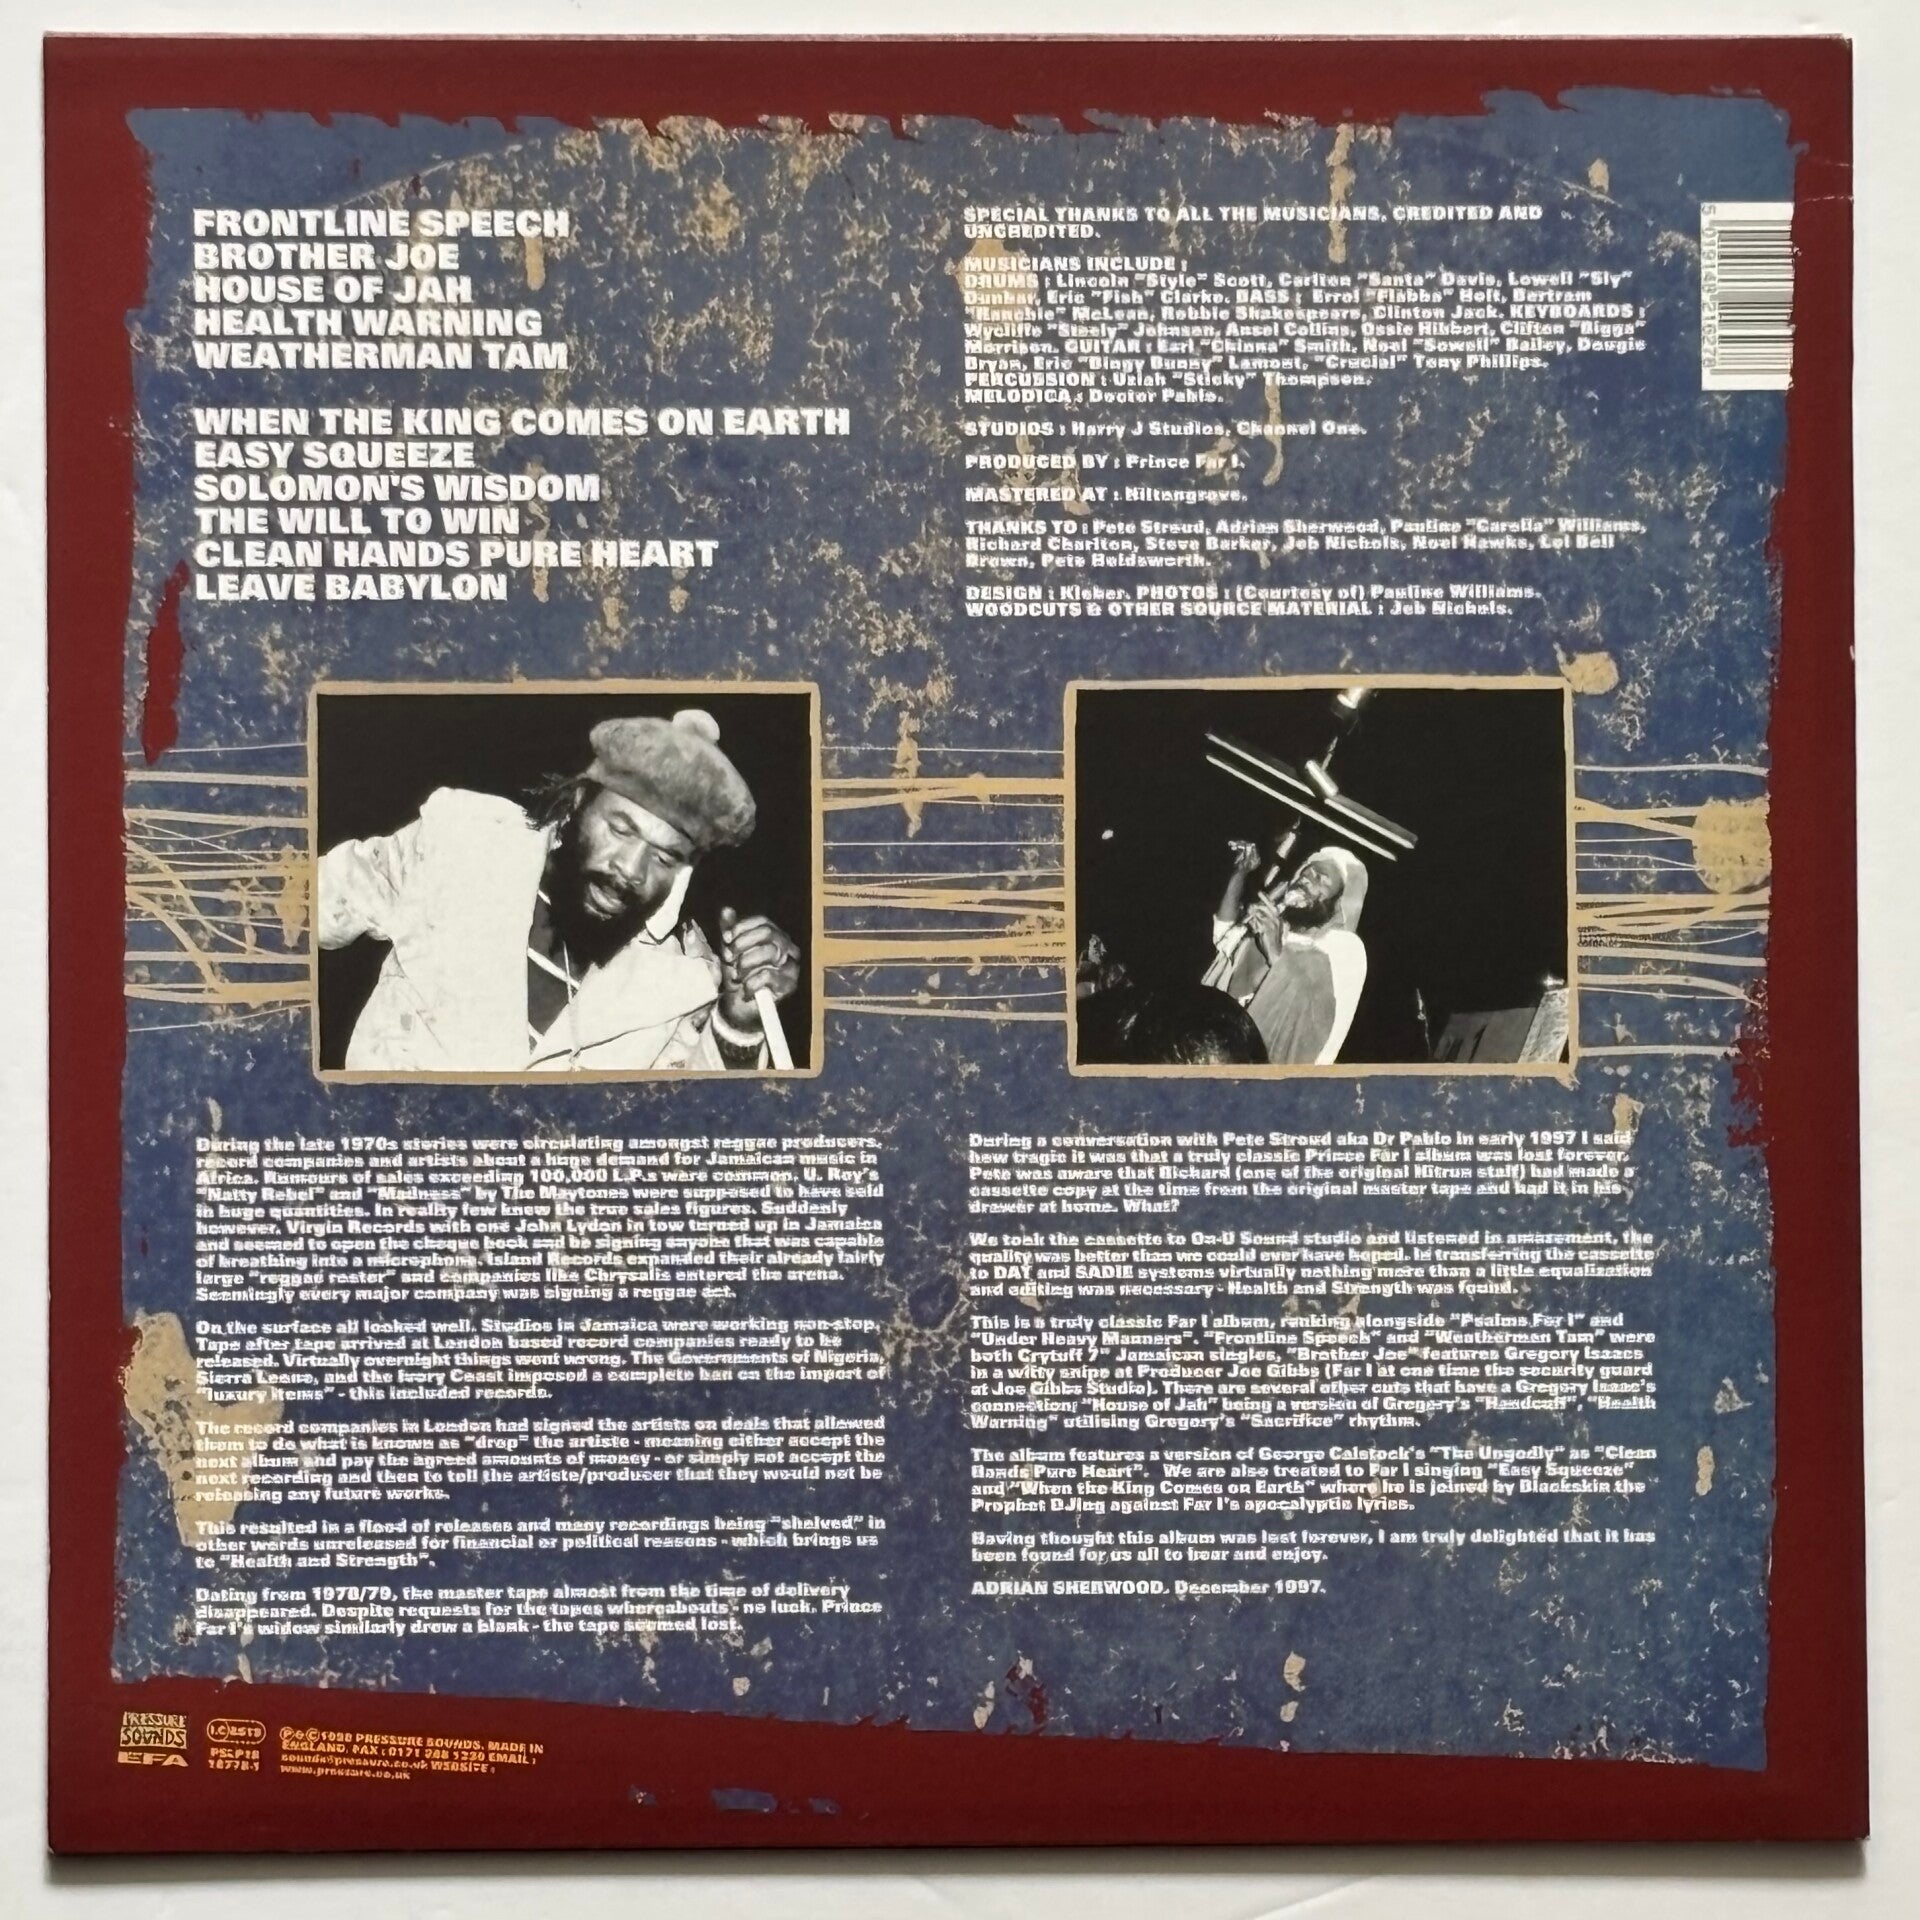 FRONTLINE SPEECH
BROTHER JOE
HOUSE OF JAH
HEALTH WARNING
WEATHERMAN TAM
WHEN THE KING COMES ON EARTH
EASY SQUEEZE
SOLOMON'S WISDOM
THE WILL TO WIN
CLEAN HANDS PURE HEART
LEAVE BABYLON
SPECIAL THANKS TO ALL THE MUSICIANS, CREDITED AND
UNCREDITED.
MUSICIANS INCLUDE :
DRUMS : Lincoln "Style" Scott, Carlton "Santa" Davis, Lowell "Sly"
Dunbar, Eric "Fish" Clarke. BASS : Errol "Flabba" Holt, Bertram
"Ranchie" McLean, Robbie Shakespeare, Clinton Jack. KEYBOARDS :
Wycliffe "Steely" Johnson, Ansel Collins, Ossie Hibbert, Clifton "Biggs"
Morrison. GUITAR : Earl "Chinna" Smith, Noel "Sowell" Bailey, Dougie
Bryan, Eric "Bingy Bunny" Lamont, "Crucial" Tony Phillips.
PERCUSSION : Uziah "Sticky" Thompson.
MELODICA : Doctor Pablo.
STUDIOS : Harry J Studios, Channel One.
PRODUCED BY : Prince Far I.
MASTERED AT : Hiltongrove.
THANKS TO : Pete Stroud, Adrian Sherwood, Pauline "Carolla" Williams,
Richard Charlton, Steve Barker, Jeb Nichols, Noel Hawks, Lol Bell
Brown, Pete Holdsworth.
DESIGN : Kleber. PHOTOS : (Courtesy of) Pauline Williams.
WOODCUTS & OTHER SOURCE MATERIAL : Jeb Nichols.
During the late 1970s stories were circulating amongst reggae producers,
record companies and artists about a huge demand for Jamaican music in
Africa. Rumours of sales exceeding 100,000 L.P.s were common. U. Roy's
"Natty Rebel" and "Madness" by The Maytones were supposed to have sold
in huge quantities. In reality few knew the true sales figures. Suddenly
however, Virgin Records with one John Lydon in tow turned up in Jamaica
and seemed to open the cheque book and be signing anyone that was capable
of breathing into a microphone. Island Records expanded their already fairly
large "reggae roster" and companies like Chrysalis entered the arena.
Seemingly every major company was signing a reggae act.
On the surface all looked well. Studios in Jamaica were working non-stop.
Tape after tape arrived at London based record companies ready to be
released. Virtually overnight things went wrong. The Governments of Nigeria,
Sierra Leone, and the Ivory Coast imposed a complete ban on the import of
"luxury items" - this included records.
The record companies in London had signed the artists on deals that allowed
them to do what is known as "drop" the artiste - meaning either accept the
next album and pay the agreed amounts of money - or simply not accept the
next recording and then to tell the artiste/producer that they would not be
releasing any future works.
This resulted in a flood of releases and many recordings being "shelved" in
other words unreleased for financial or political reasons - which brings us
to "Health and Strength".
Dating from 1978/79, the master tape almost from the time of delivery
disappeared. Despite requests for the tapes whereabouts - no luck. Prince
Far I's widow similarly drew a blank - the tape seemed lost.
During a conversation with Pete Stroud aka Dr Pablo in early 1997 I said
how tragic it was that a truly classic Prince Far I album was lost forever.
Pete was aware that Richard (one of the original Hitrun staff) had made a
cassette copy at the time from the original master tape and had it in his
drawer at home. What?
We took the cassette to On-U Sound studio and listened in amazement, the
quality was better than we could ever have hoped. In transferring the cassette
to DAT and SADIE systems virtually nothing more than a little equalization
and editing was necessary - Health and Strength was found.
This is a truly classic Far I album, ranking alongside "Psalms For I" and
"Under Heavy Manners". "Frontline Speech" and "Weatherman Tam" were
both Crytuff 7" Jamaican singles, "Brother Joe" features Gregory Isaacs
in a witty snipe at Producer Joe Gibbs (Far I at one time the security guard
at Joe Gibbs Studio). There are several other cuts that have a Gregory Isaac's
connection; "House of Jah" being a version of Gregory's "Handcuff", "Health
Warning" utilising Gregory's "Sacrifice" rhythm.
The album features a version of George Calstock's "The Ungodly" as "Clean
Hands Pure Heart". We are also treated to Far I singing "Easy Squeeze"
and "When the King Comes on Earth" where he is joined by Blackskin the
Prophet DJing against Far I's apocalyptic lyrics.
Having thought this album was lost forever, I am truly delighted that it has
been found for us all to hear and enjoy.
ADRIAN SHERWOOD. December 1997.
PRESSURE
SOUNDS
EFA
LC 8518
PSLP18
18778-1
P & © 1998 PRESSURE SOUNDS. MADE IN
ENGLAND. FAX : 0171 288 1230 EMAIL :
sounds@pressure.co.uk WEBSITE :
www.pressure.co.uk